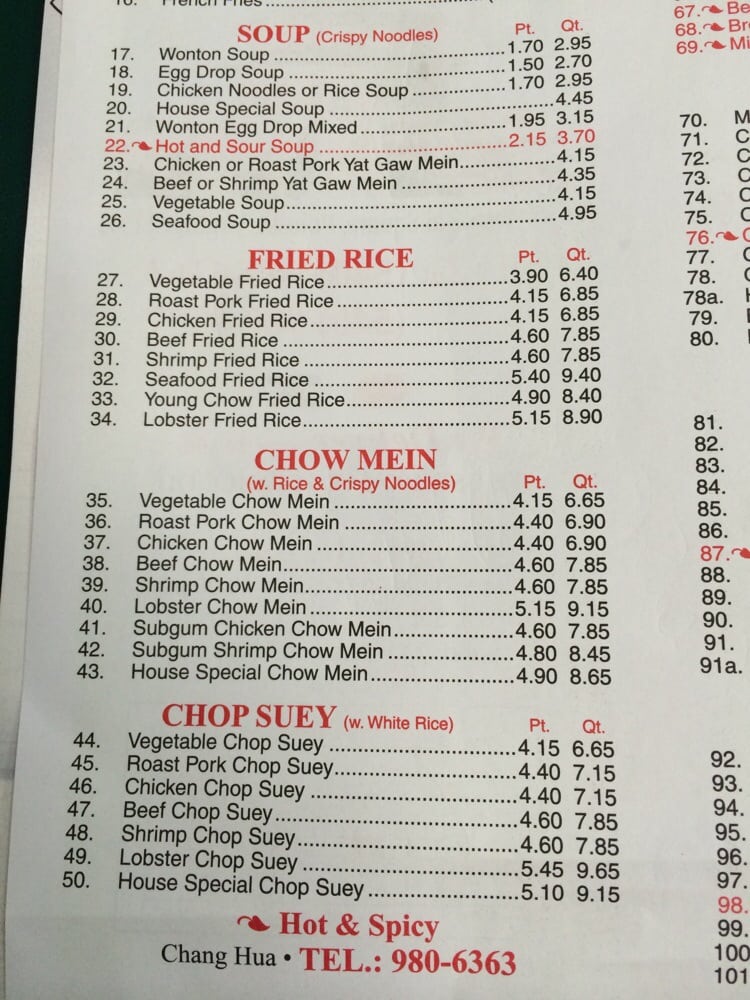 16. French Fries
SOUP (Crispy Noodles) Pt. Qt.
17. Wonton Soup 1.70 2.95
18. Egg Drop Soup 1.50 2.70
19. Chicken Noodles or Rice Soup 1.70 2.95
20. House Special Soup 4.45
21. Wonton Egg Drop Mixed 1.95 3.15
22. Hot and Sour Soup 2.15 3.70
23. Chicken or Roast Pork Yat Gaw Mein 4.15
24. Beef or Shrimp Yat Gaw Mein 4.35
25. Vegetable Soup 4.15
26. Seafood Soup 4.95
FRIED RICE Pt. Qt.
27. Vegetable Fried Rice 3.90 6.40
28. Roast Pork Fried Rice 4.15 6.85
29. Chicken Fried Rice 4.15 6.85
30. Beef Fried Rice 4.60 7.85
31. Shrimp Fried Rice 4.60 7.85
32. Seafood Fried Rice 5.40 9.40
33. Young Chow Fried Rice 4.90 8.40
34. Lobster Fried Rice 5.15 8.90
CHOW MEIN
(w. Rice & Crispy Noodles) Pt. Qt.
35. Vegetable Chow Mein 4.15 6.65
36. Roast Pork Chow Mein 4.40 6.90
37. Chicken Chow Mein 4.40 6.90
38. Beef Chow Mein 4.60 7.85
39. Shrimp Chow Mein 4.60 7.85
40. Lobster Chow Mein 5.15 9.15
41. Subgum Chicken Chow Mein 4.60 7.85
42. Subgum Shrimp Chow Mein 4.80 8.45
43. House Special Chow Mein 4.90 8.65
CHOP SUEY (w. White Rice) Pt. Qt.
44. Vegetable Chop Suey 4.15 6.65
45. Roast Pork Chop Suey 4.40 7.15
46. Chicken Chop Suey 4.40 7.15
47. Beef Chop Suey 4.60 7.85
48. Shrimp Chop Suey 4.60 7.85
49. Lobster Chop Suey 5.45 9.65
50. House Special Chop Suey 5.10 9.15
Hot & Spicy
Chang Hua • TEL.: 980-6363
67. Be
68. Br
69. Mi
70. M
71. C
72. C
73. C
74. C
75. C
76. C
77. C
78.
78a.
79.
80.
81.
82.
83.
84.
85.
86.
87.
88.
89.
90.
91.
91a.
92.
93.
94.
95.
96.
97.
98.
99.
100
101